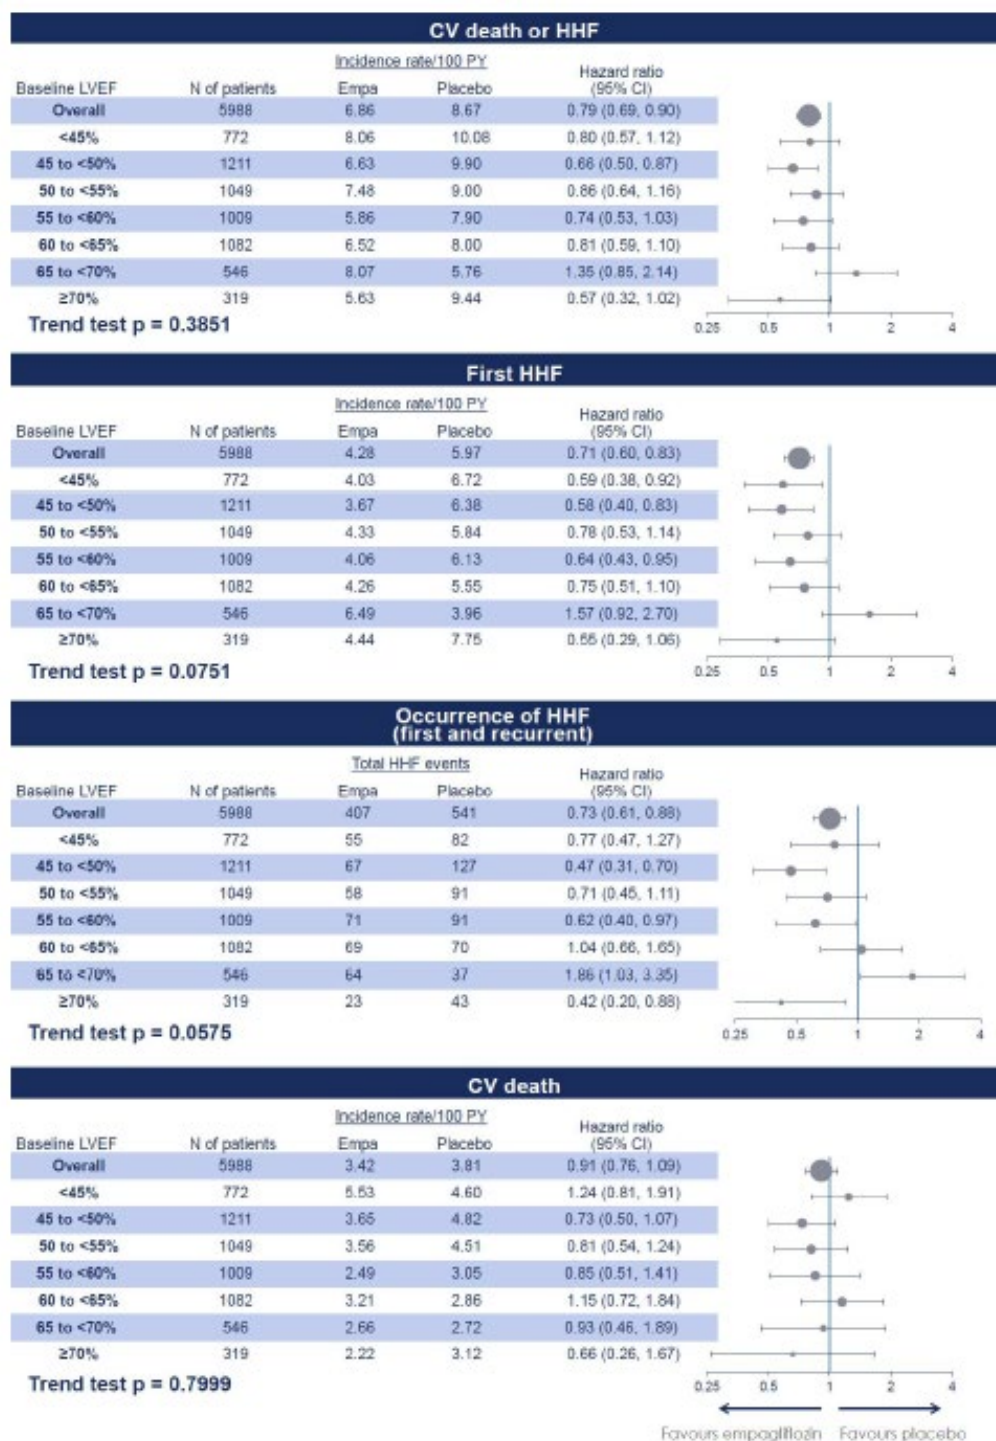 CV death or HHF
Incidence rate/100 PY
Hazard ratio
Baseline LVEF N of patients Empa Placebo (95% CI)
Overall 5988 6.86 8.67 0.79 (0.69, 0.90)
<45% 772 8.06 10.08 0.80 (0.57, 1.12)
45 to <50% 1211 6.63 9.90 0.66 (0.50, 0.87)
50 to <55% 1049 7.48 9.00 0.86 (0.64, 1.16)
55 to <60% 1009 5.86 7.90 0.74 (0.53, 1.03)
60 to <65% 1082 6.52 8.00 0.81 (0.59, 1.10)
65 to <70% 546 8.07 5.76 1.35 (0.85, 2.14)
≥70% 319 5.63 9.44 0.57 (0.32, 1.02)
Trend test p = 0.3851
0.25 0.5 1 2 4
First HHF
Incidence rate/100 PY
Hazard ratio
Baseline LVEF N of patients Empa Placebo (95% CI)
Overall 5988 4.28 5.97 0.71 (0.60, 0.83)
<45% 772 4.03 6.72 0.59 (0.38, 0.92)
45 to <50% 1211 3.67 6.38 0.58 (0.40, 0.83)
50 to <55% 1049 4.33 5.84 0.78 (0.53, 1.14)
55 to <60% 1009 4.06 6.13 0.64 (0.43, 0.95)
60 to <65% 1082 4.26 5.55 0.75 (0.51, 1.10)
65 to <70% 546 6.49 3.96 1.57 (0.92, 2.70)
≥70% 319 4.44 7.75 0.55 (0.29, 1.06)
0.25 0.5 1 2 4
Trend test p = 0.0751
Occurrence of HHF
(first and recurrent)
Total HHF events
Hazard ratio
Baseline LVEF N of patients Empa Placebo (95% CI)
Overall 5988 407 541 0.73 (0.61, 0.88)
<45% 772 55 82 0.77 (0.47, 1.27)
45 to <50% 1211 67 127 0.47 (0.31, 0.70)
50 to <55% 1049 58 91 0.71 (0.45, 1.11)
55 to <60% 1009 71 91 0.62 (0.40, 0.97)
60 to <65% 1082 69 70 1.04 (0.66, 1.65)
65 to <70% 546 64 37 1.86 (1.03, 3.35)
≥70% 319 23 43 0.42 (0.20, 0.88)
Trend test p = 0.0575
0.25 0.5 1 2 4
CV death
Incidence rate/100 PY
Hazard ratio
Baseline LVEF N of patients Empa Placebo (95% CI)
Overall 5988 3.42 3.81 0.91 (0.76, 1.09)
<45% 772 5.53 4.60 1.24 (0.81, 1.91)
45 to <50% 1211 3.65 4.82 0.73 (0.50, 1.07)
50 to <55% 1049 3.56 4.51 0.81 (0.54, 1.24)
55 to <60% 1009 2.49 3.05 0.85 (0.51, 1.41)
60 to <65% 1082 3.21 2.86 1.15 (0.72, 1.84)
65 to <70% 546 2.66 2.72 0.93 (0.46, 1.89)
≥70% 319 2.22 3.12 0.66 (0.26, 1.67)
Trend test p = 0.7999
0.25 0.5 1 2 4
Favours empagliflozin Favours placebo